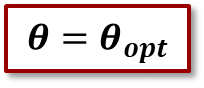 θ = θ_opt